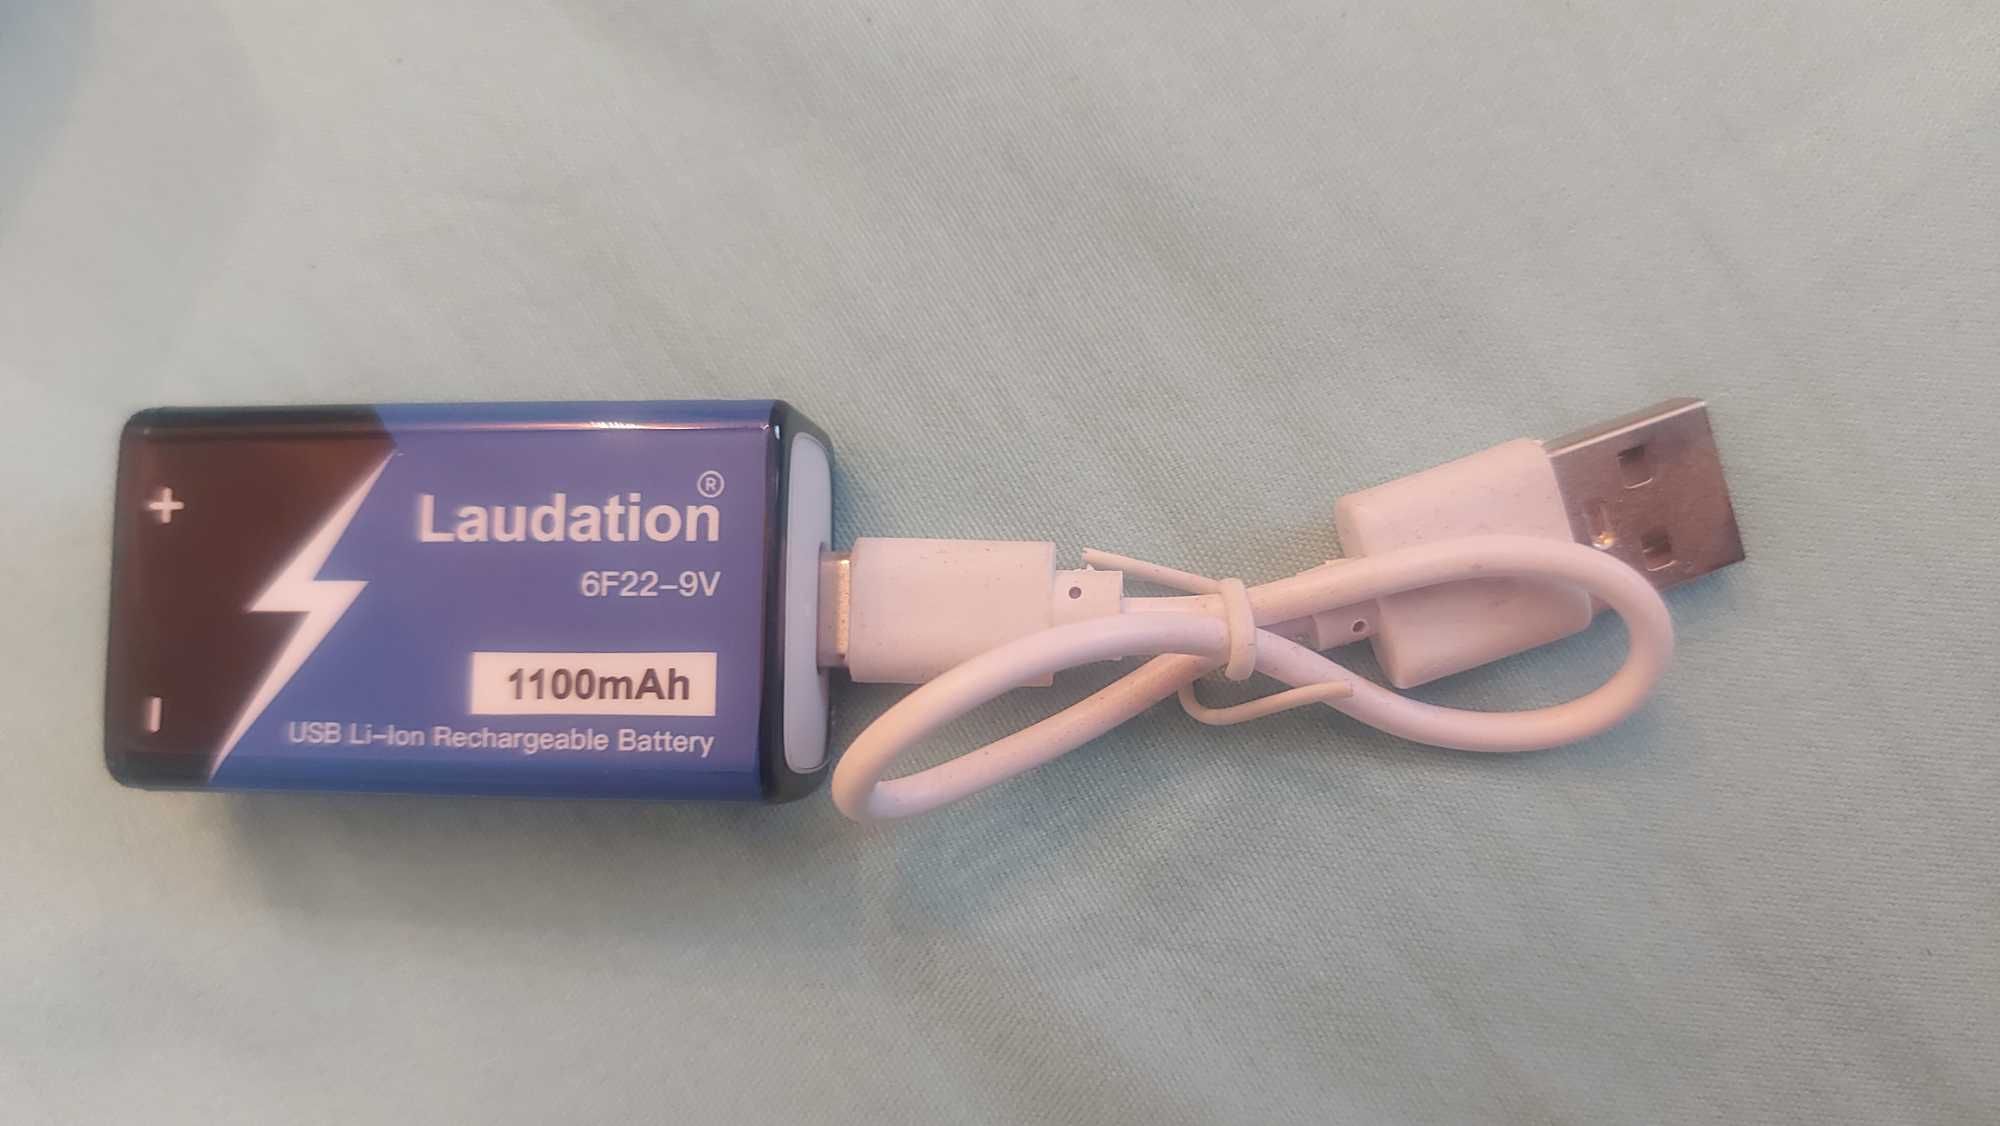 +
Laudation®
6F22-9V
1100mAh
-
USB Li-Ion Rechargeable Battery